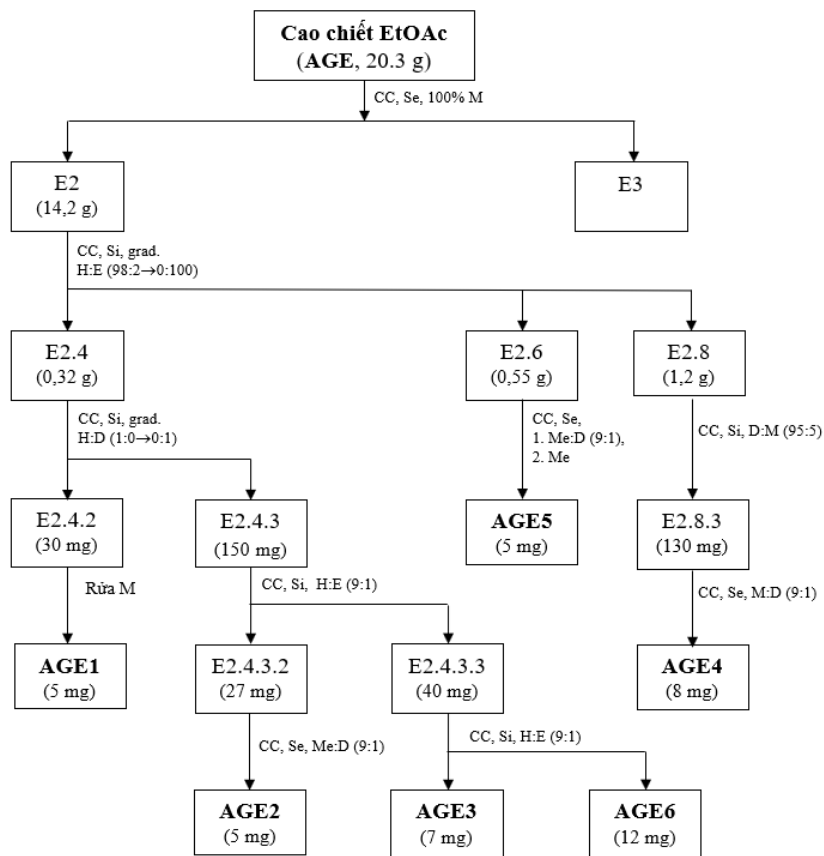 Cao chiết EtOAc
(AGE, 20.3 g)
CC, Se, 100% M
E2
(14,2 g)
E3
CC, Si, grad.
H:E (98:2→0:100)
E2.4
(0,32 g)
E2.6
(0,55 g)
E2.8
(1,2 g)
CC, Si, grad.
H:D (1:0→0:1)
CC, Se,
1. Me:D (9:1),
2. Me
CC, Si, D:M (95:5)
E2.4.2
(30 mg)
E2.4.3
(150 mg)
AGE5
(5 mg)
E2.8.3
(130 mg)
Rửa M
CC, Si, H:E (9:1)
CC, Se, M:D (9:1)
AGE1
(5 mg)
E2.4.3.2
(27 mg)
E2.4.3.3
(40 mg)
AGE4
(8 mg)
CC, Se, Me:D (9:1)
CC, Si, H:E (9:1)
AGE2
(5 mg)
AGE3
(7 mg)
AGE6
(12 mg)